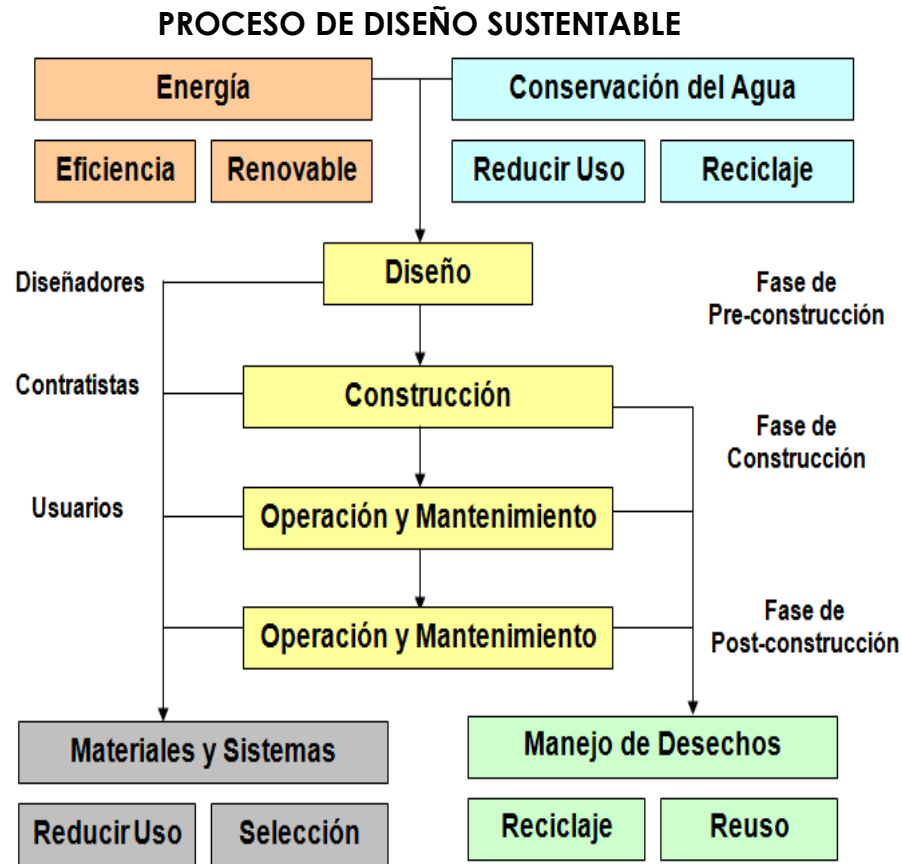 PROCESO DE DISEÑO SUSTENTABLE
Energía
Conservación del Agua
Eficiencia
Renovable
Reducir Uso
Reciclaje
Diseñadores
Diseño
Fase de
Pre-construcción
Contratistas
Construcción
Fase de
Construcción
Usuarios
Operación y Mantenimiento
Operación y Mantenimiento
Fase de
Post-construcción
Materiales y Sistemas
Manejo de Desechos
Reducir Uso
Selección
Reciclaje
Reuso